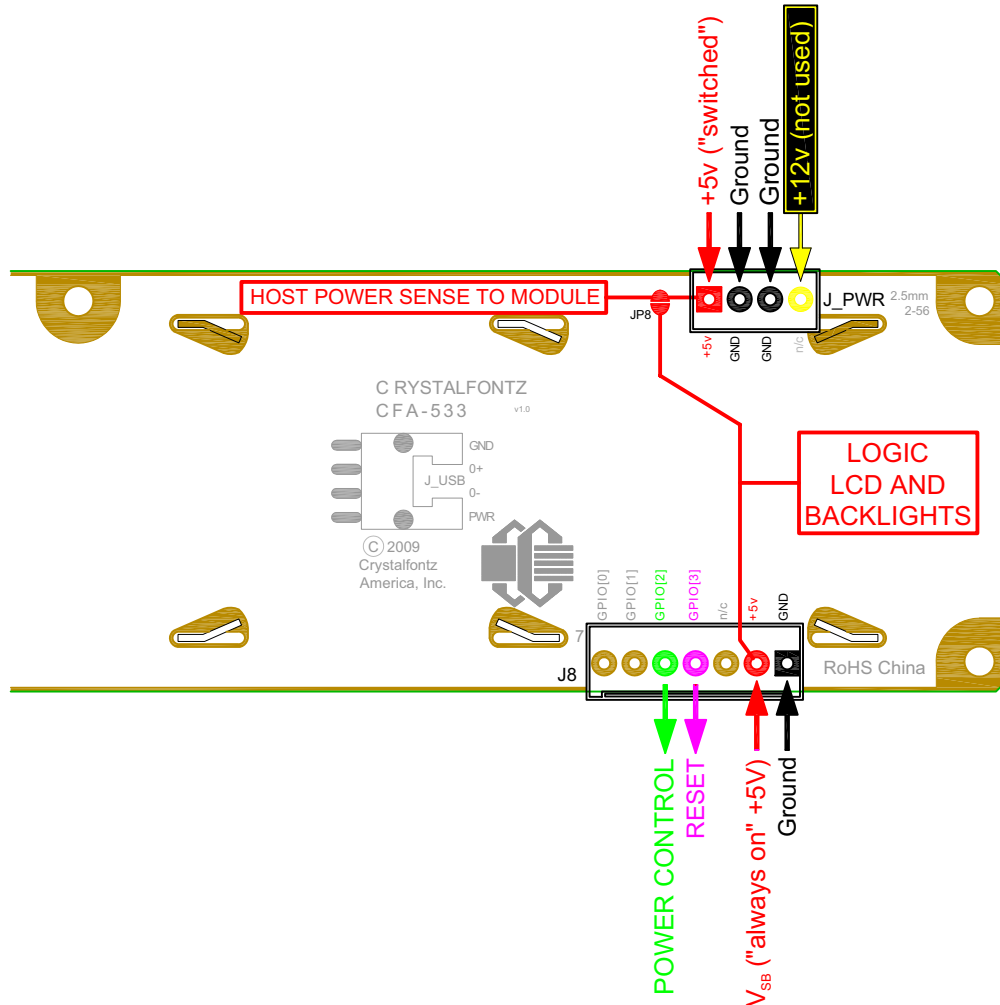 +5v ("switched")
Ground
Ground
+12v (not used)
HOST POWER SENSE TO MODULE
JP8
J_PWR
2.5mm
2-56
+5v
GND
GND
n/c
C RYSTALFONTZ
CFA-533
v1.0
GND
0+
J_USB
0-
PWR
© 2009
Crystalfontz
America, Inc.
LOGIC
LCD AND
BACKLIGHTS
GPIO[0]
GPIO[1]
GPIO[2]
GPIO[3]
n/c
+5v
GND
7
J8
RoHS China
POWER CONTROL
RESET
VSB ("always on" +5V)
Ground